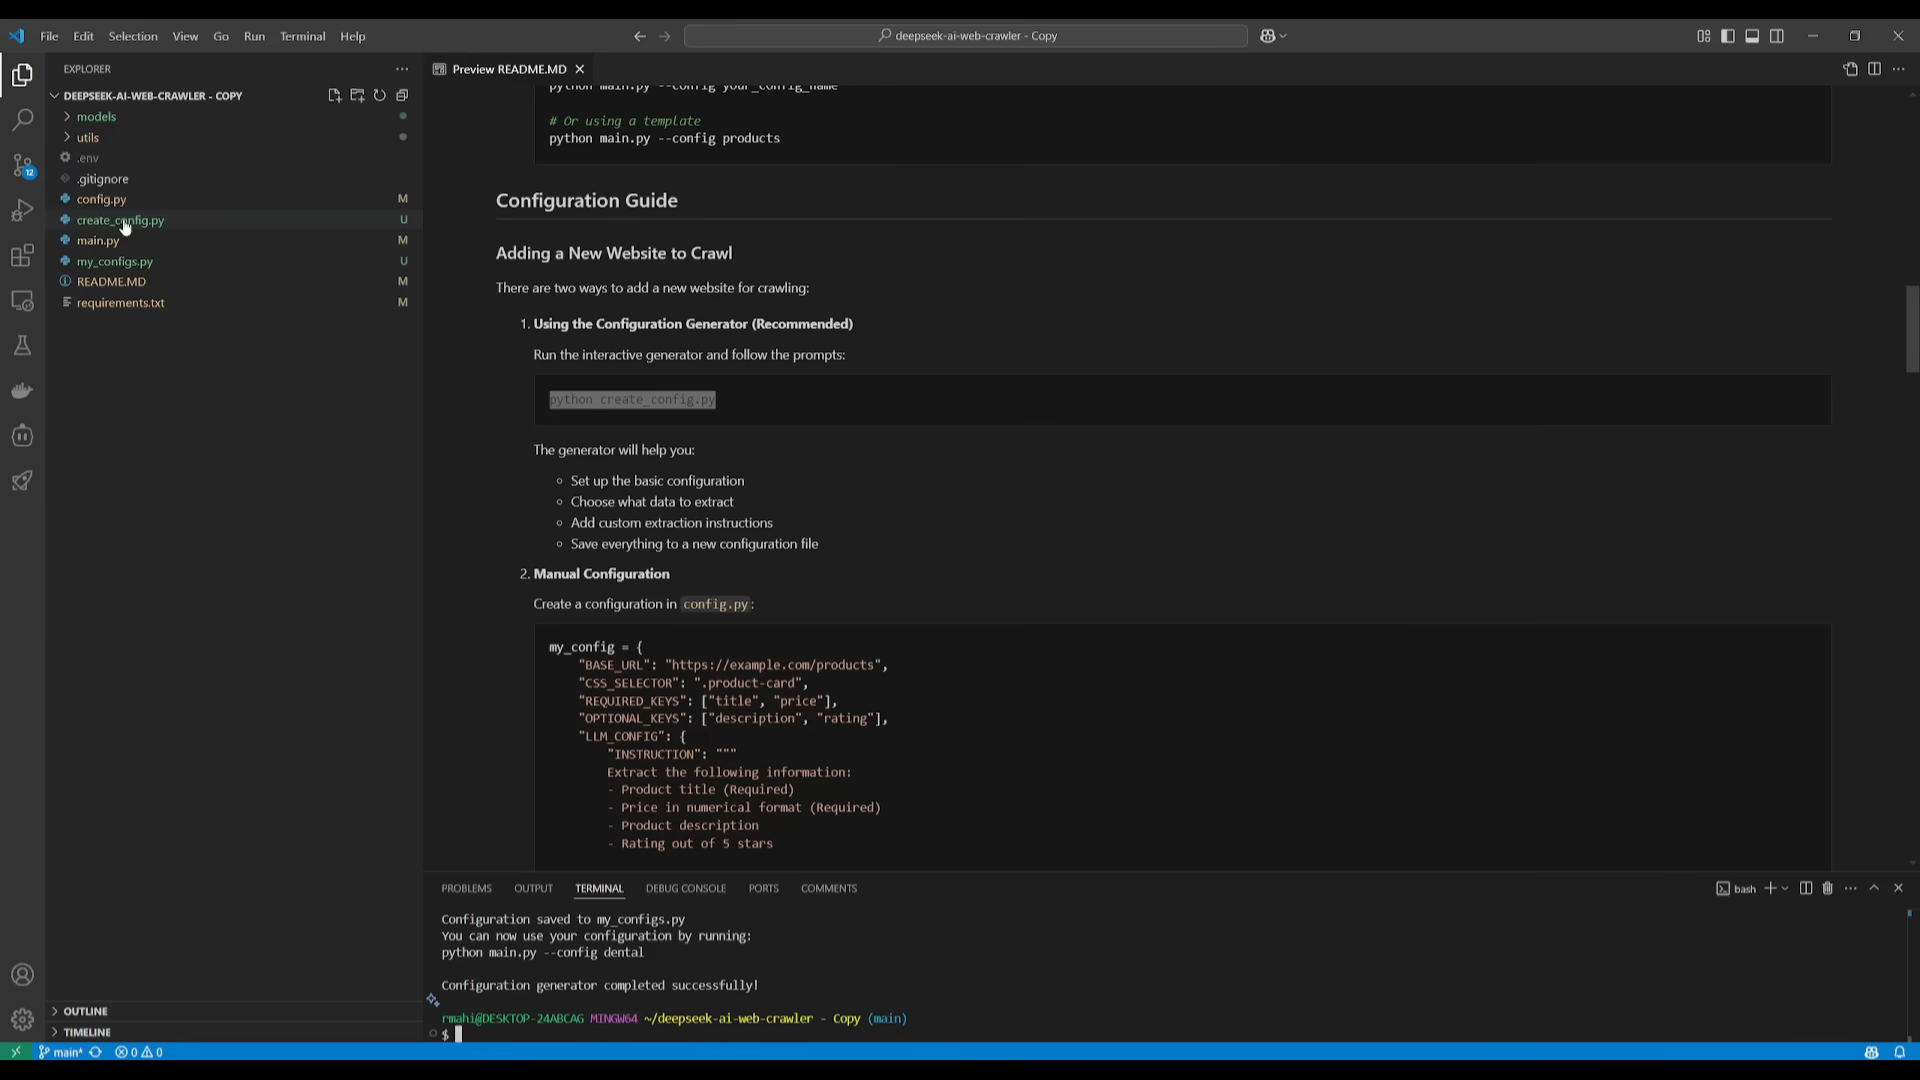 File Edit Selection View Go Run Terminal Help
deepseek-ai-web-crawler - Copy
EXPLORER
DEEPSEEK-AI-WEB-CRAWLER - COPY
models
utils
.env
.gitignore
config.py M
create_config.py U
main.py M
my_configs.py U
README.MD M
requirements.txt M
12
OUTLINE
TIMELINE
Preview README.MD
python main.py --config your_config_name
# Or using a template
python main.py --config products
Configuration Guide
Adding a New Website to Crawl
There are two ways to add a new website for crawling:
1. Using the Configuration Generator (Recommended)
Run the interactive generator and follow the prompts:
python create_config.py
The generator will help you:
Set up the basic configuration
Choose what data to extract
Add custom extraction instructions
Save everything to a new configuration file
2. Manual Configuration
Create a configuration in config.py:
my_config = {
"BASE_URL": "https://example.com/products",
"CSS_SELECTOR": ".product-card",
"REQUIRED_KEYS": ["title", "price"],
"OPTIONAL_KEYS": ["description", "rating"],
"LLM_CONFIG": {
"INSTRUCTION": """
Extract the following information:
- Product title (Required)
- Price in numerical format (Required)
- Product description
- Rating out of 5 stars
PROBLEMS OUTPUT TERMINAL DEBUG CONSOLE PORTS COMMENTS
bash
Configuration saved to my_configs.py
You can now use your configuration by running:
python main.py --config dental
Configuration generator completed successfully!
rmahi@DESKTOP-24ABCAG MINGW64 ~/deepseek-ai-web-crawler - Copy (main)
$
main* 0 0